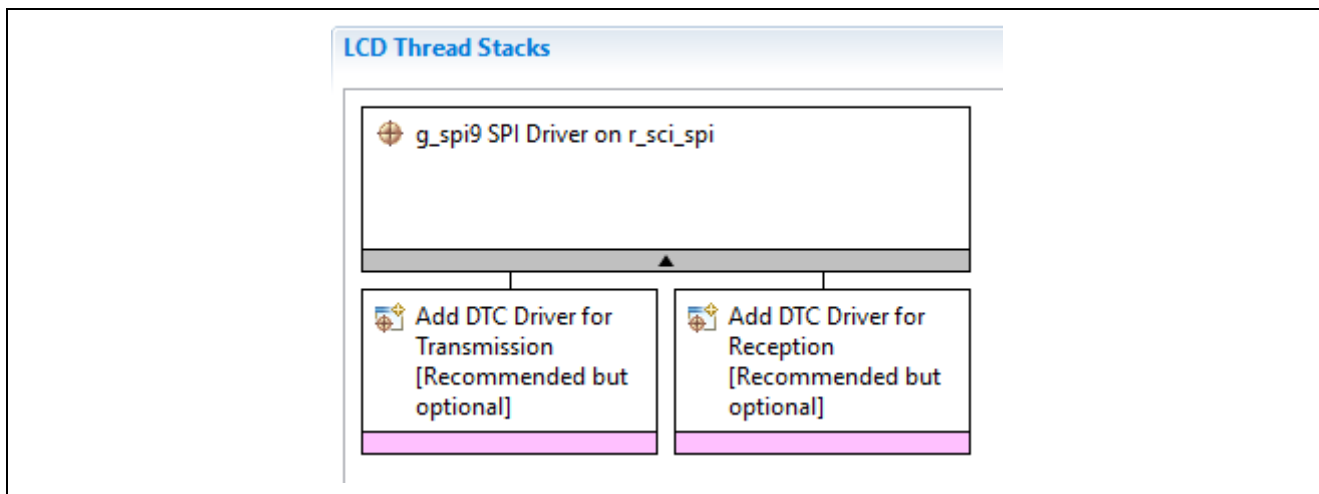 LCD Thread Stacks
g_spi9 SPI Driver on r_sci_spi
Add DTC Driver for
Transmission
[Recommended but
optional]
Add DTC Driver for
Reception
[Recommended but
optional]